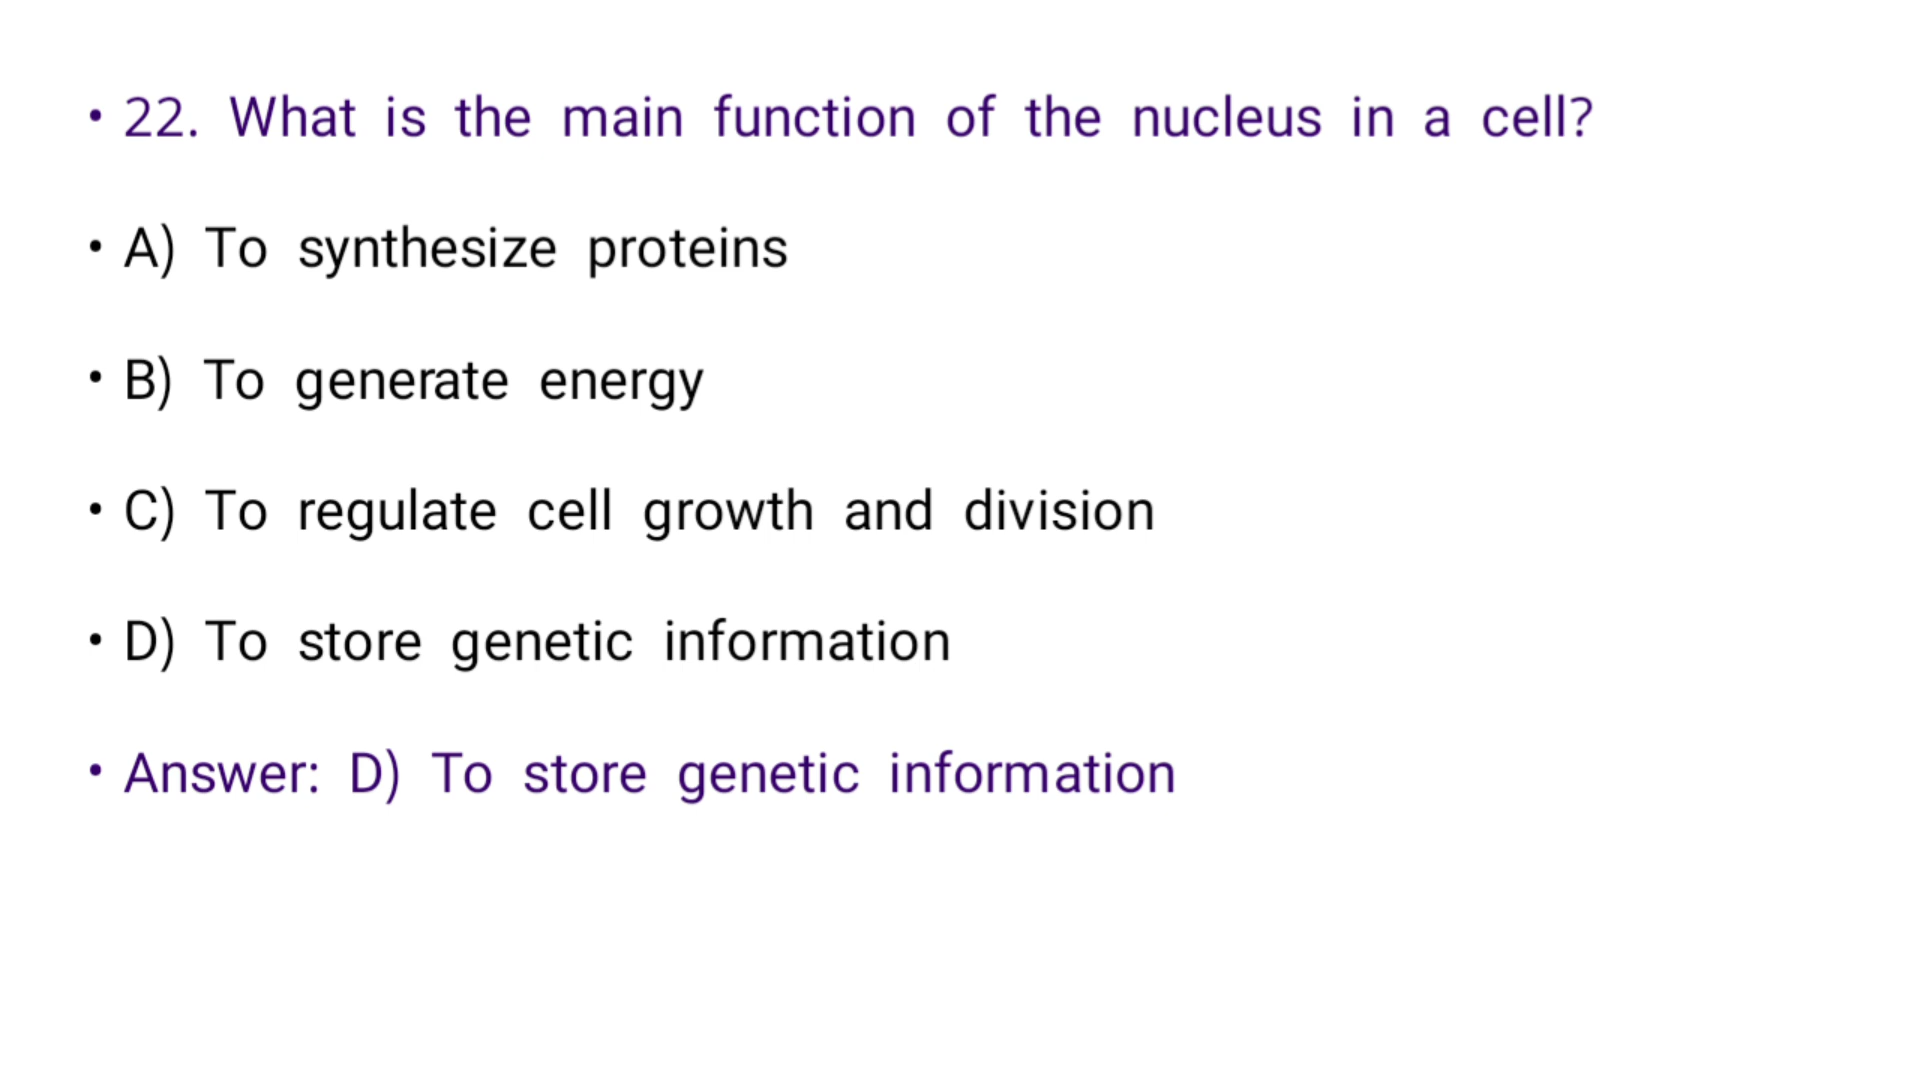 • 22. What is the main function of the nucleus in a cell?
• A) To synthesize proteins
• B) To generate energy
• C) To regulate cell growth and division
• D) To store genetic information
• Answer: D) To store genetic information